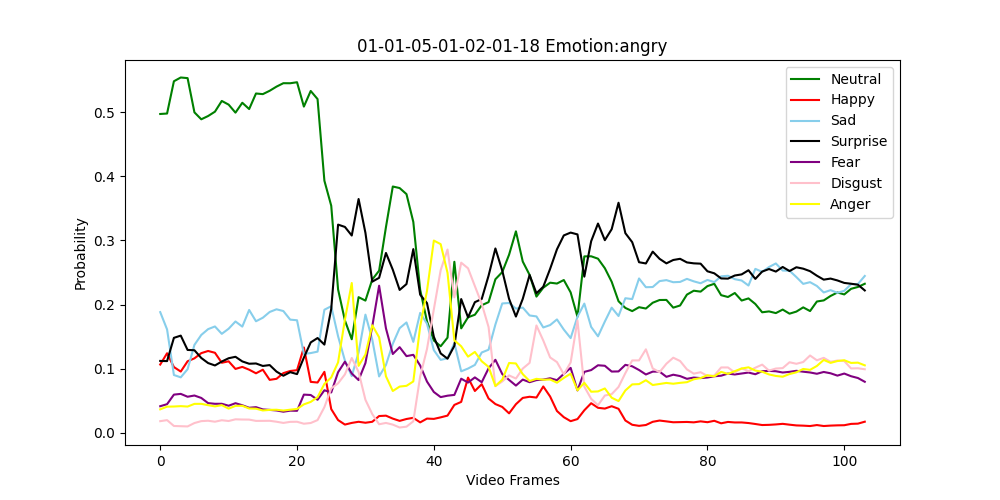 01-01-05-01-02-01-18 Emotion:angry
Probability
0.5
0.4
0.3
0.2
0.1
0.0
0 20 40 60 80 100
Video Frames
Neutral
Happy
Sad
Surprise
Fear
Disgust
Anger